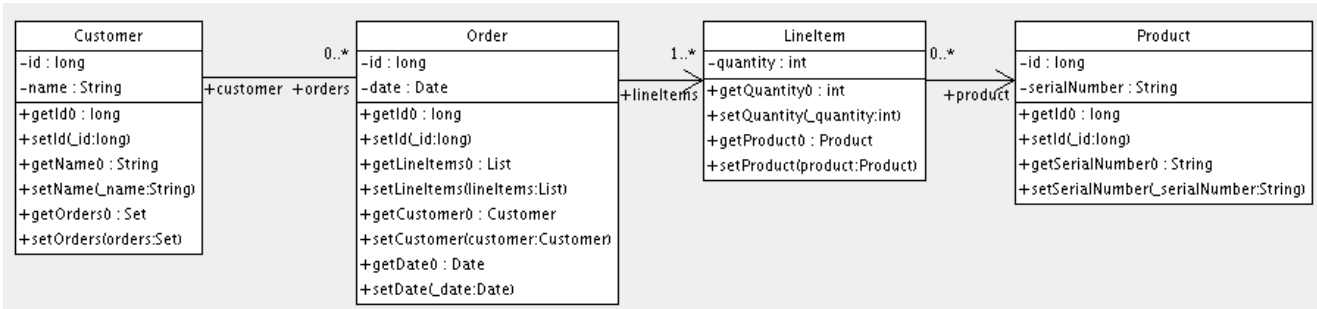 Customer
-id : long
-name : String
+getId() : long
+setId(_id:long)
+getName() : String
+setName(_name:String)
+getOrders() : Set
+setOrders(orders:Set)
0..*
+customer +orders
Order
-id : long
-date : Date
+getId() : long
+setId(_id:long)
+getLineItems() : List
+setLineItems(lineItems:List)
+getCustomer() : Customer
+setCustomer(customer:Customer)
+getDate() : Date
+setDate(_date:Date)
1..*
+lineItems
LineItem
-quantity : int
+getQuantity() : int
+setQuantity(_quantity:int)
+getProduct() : Product
+setProduct(product:Product)
0..*
+product
Product
-id : long
-serialNumber : String
+getId() : long
+setId(_id:long)
+getSerialNumber() : String
+setSerialNumber(_serialNumber:String)